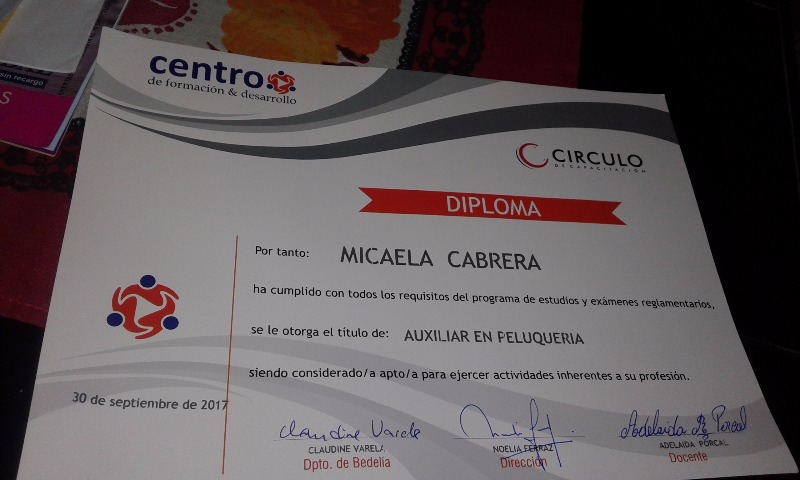 sin recargo
S
centro
de formación & desarrollo
CIRCULO
DE CAPACITACIÓN
DIPLOMA
Por tanto: MICAELA CABRERA
ha cumplido con todos los requisitos del programa de estudios y exámenes reglamentarios,
se le otorga el título de: AUXILIAR EN PELUQUERIA
siendo considerado/a apto/a para ejercer actividades inherentes a su profesión.
30 de septiembre de 2017
Claudine Varela
CLAUDINE VARELA
Dpto. de Bedelia
NOELIA FERRAZ
Dirección
Adelaida Porcal
ADELAIDA PORCAL
Docente